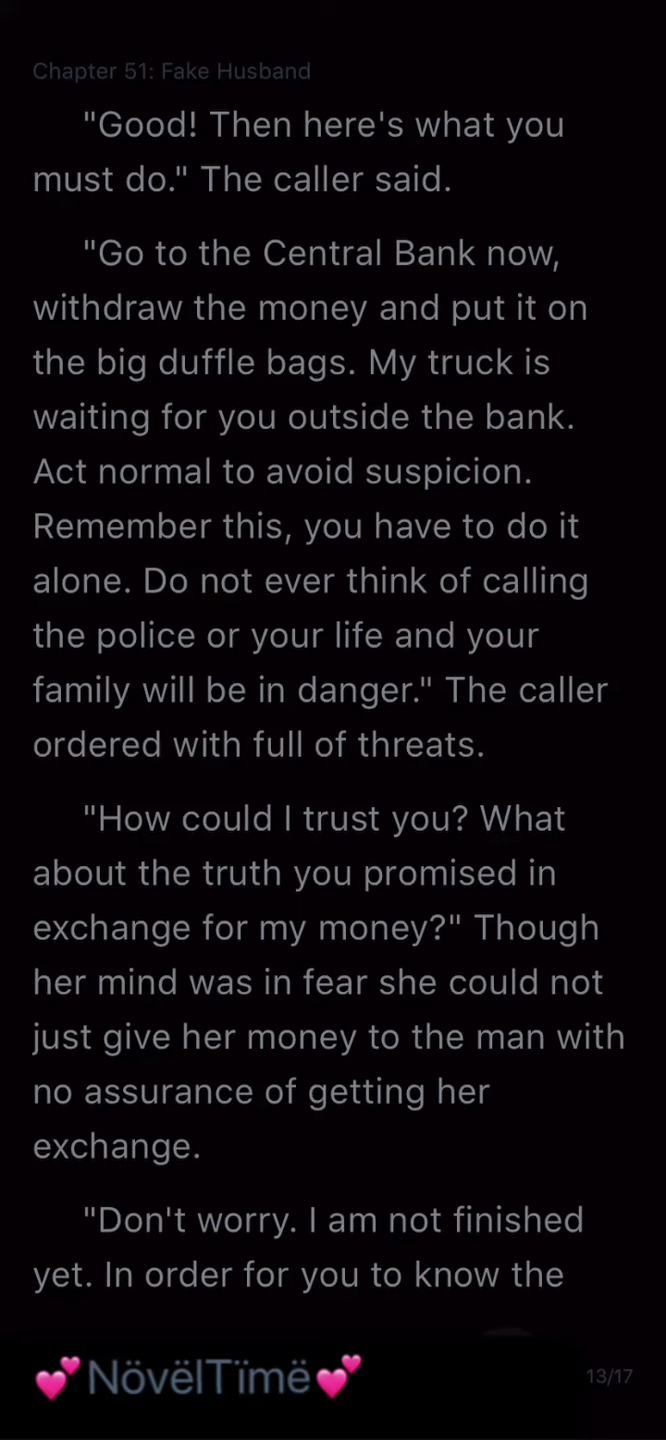 Chapter 51: Fake Husband
"Good! Then here's what you
must do." The caller said.
"Go to the Central Bank now,
withdraw the money and put it on
the big duffle bags. My truck is
waiting for you outside the bank.
Act normal to avoid suspicion.
Remember this, you have to do it
alone. Do not ever think of calling
the police or your life and your
family will be in danger." The caller
ordered with full of threats.
"How could I trust you? What
about the truth you promised in
exchange for my money?" Though
her mind was in fear she could not
just give her money to the man with
no assurance of getting her
exchange.
"Don't worry. I am not finished
yet. In order for you to know the
💕NövëlTïmë💕
13/17